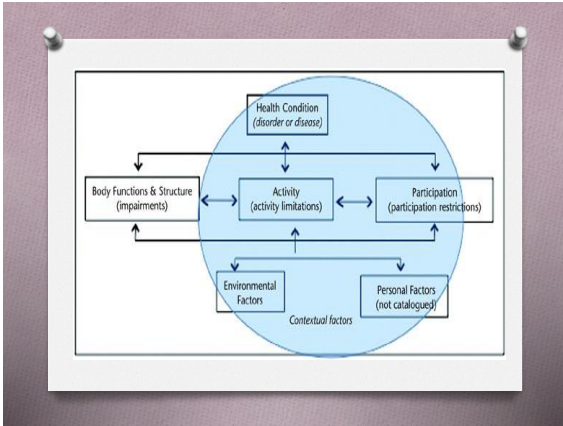 Health Condition
(disorder or disease)
Body Functions & Structure
(impairments)
Activity
(activity limitations)
Participation
(participation restrictions)
Environmental
Factors
Personal Factors
(not catalogued)
Contextual factors